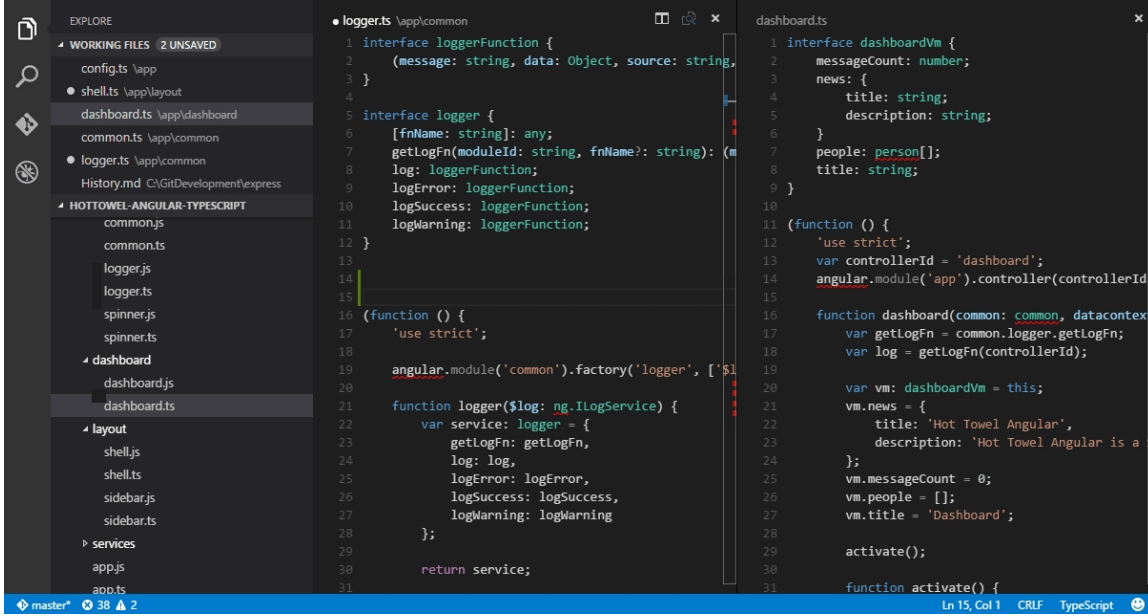 EXPLORE
WORKING FILES 2 UNSAVED
config.ts \app
shell.ts \app\layout
dashboard.ts \app\dashboard
common.ts \app\common
logger.ts \app\common
History.md C:\GitDevelopment\express
HOTTOWEL-ANGULAR-TYPESCRIPT
common.js
common.ts
logger.js
logger.ts
spinner.js
spinner.ts
dashboard
dashboard.js
dashboard.ts
layout
shell.js
shell.ts
sidebar.js
sidebar.ts
services
app.js
app.ts
logger.ts \app\common
1 interface loggerFunction {
2 (message: string, data: Object, source: string,
3 }
4
5 interface logger {
6 [fnName: string]: any;
7 getLogFn(moduleId: string, fnName?: string): (m
8 log: loggerFunction;
9 logError: loggerFunction;
10 logSuccess: loggerFunction;
11 logWarning: loggerFunction;
12 }
13
14
15
16 (function () {
17 'use strict';
18
19 angular.module('common').factory('logger', ['$l
20
21 function logger($log: ng.ILogService) {
22 var service: logger = {
23 getLogFn: getLogFn,
24 log: log,
25 logError: logError,
26 logSuccess: logSuccess,
27 logWarning: logWarning
28 };
29
30 return service;
31
dashboard.ts
1 interface dashboardVm {
2 messageCount: number;
3 news: {
4 title: string;
5 description: string;
6 }
7 people: person[];
8 title: string;
9 }
10
11 (function () {
12 'use strict';
13 var controllerId = 'dashboard';
14 angular.module('app').controller(controllerId
15
16 function dashboard(common: common, datacontex
17 var getLogFn = common.logger.getLogFn;
18 var log = getLogFn(controllerId);
19
20 var vm: dashboardVm = this;
21 vm.news = {
22 title: 'Hot Towel Angular',
23 description: 'Hot Towel Angular is a
24 };
25 vm.messageCount = 0;
26 vm.people = [];
27 vm.title = 'Dashboard';
28
29 activate();
30
31 function activate() {
master* 38 2
Ln 15, Col 1 CRLF TypeScript